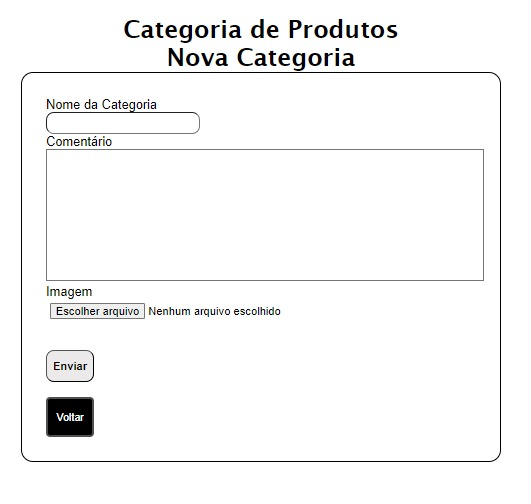 Categoria de Produtos
Nova Categoria
Nome da Categoria
Comentário
Imagem
Escolher arquivo Nenhum arquivo escolhido
Enviar
Voltar